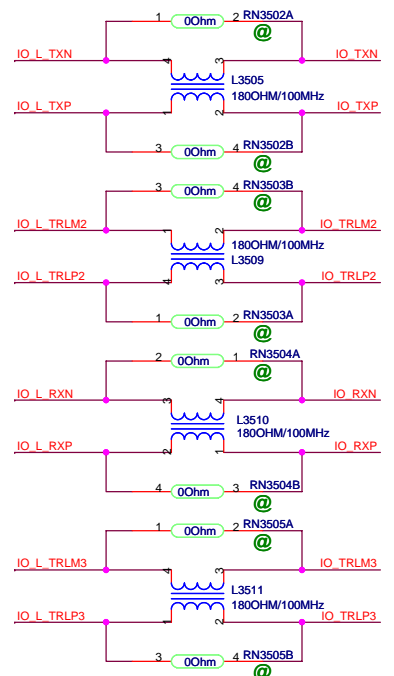 1 0Ohm 2 RN3502A
@
IO_L_TXN 4 3 IO_TXN
L3505
180OHM/100MHz
IO_L_TXP 1 2 IO_TXP
3 0Ohm 4 RN3502B
@
3 0Ohm 4 RN3503B
@
IO_L_TRLM2 1 2 IO_TRLM2
180OHM/100MHz
L3509
IO_L_TRLP2 4 3 IO_TRLP2
1 0Ohm 2 RN3503A
@
2 0Ohm 1 RN3504A
@
IO_L_RXN 3 4 IO_RXN
L3510
180OHM/100MHz
IO_L_RXP 2 1 IO_RXP
4 0Ohm 3 RN3504B
@
1 0Ohm 2 RN3505A
@
IO_L_TRLM3 4 3 IO_TRLM3
L3511
180OHM/100MHz
IO_L_TRLP3 1 2 IO_TRLP3
3 0Ohm 4 RN3505B
@